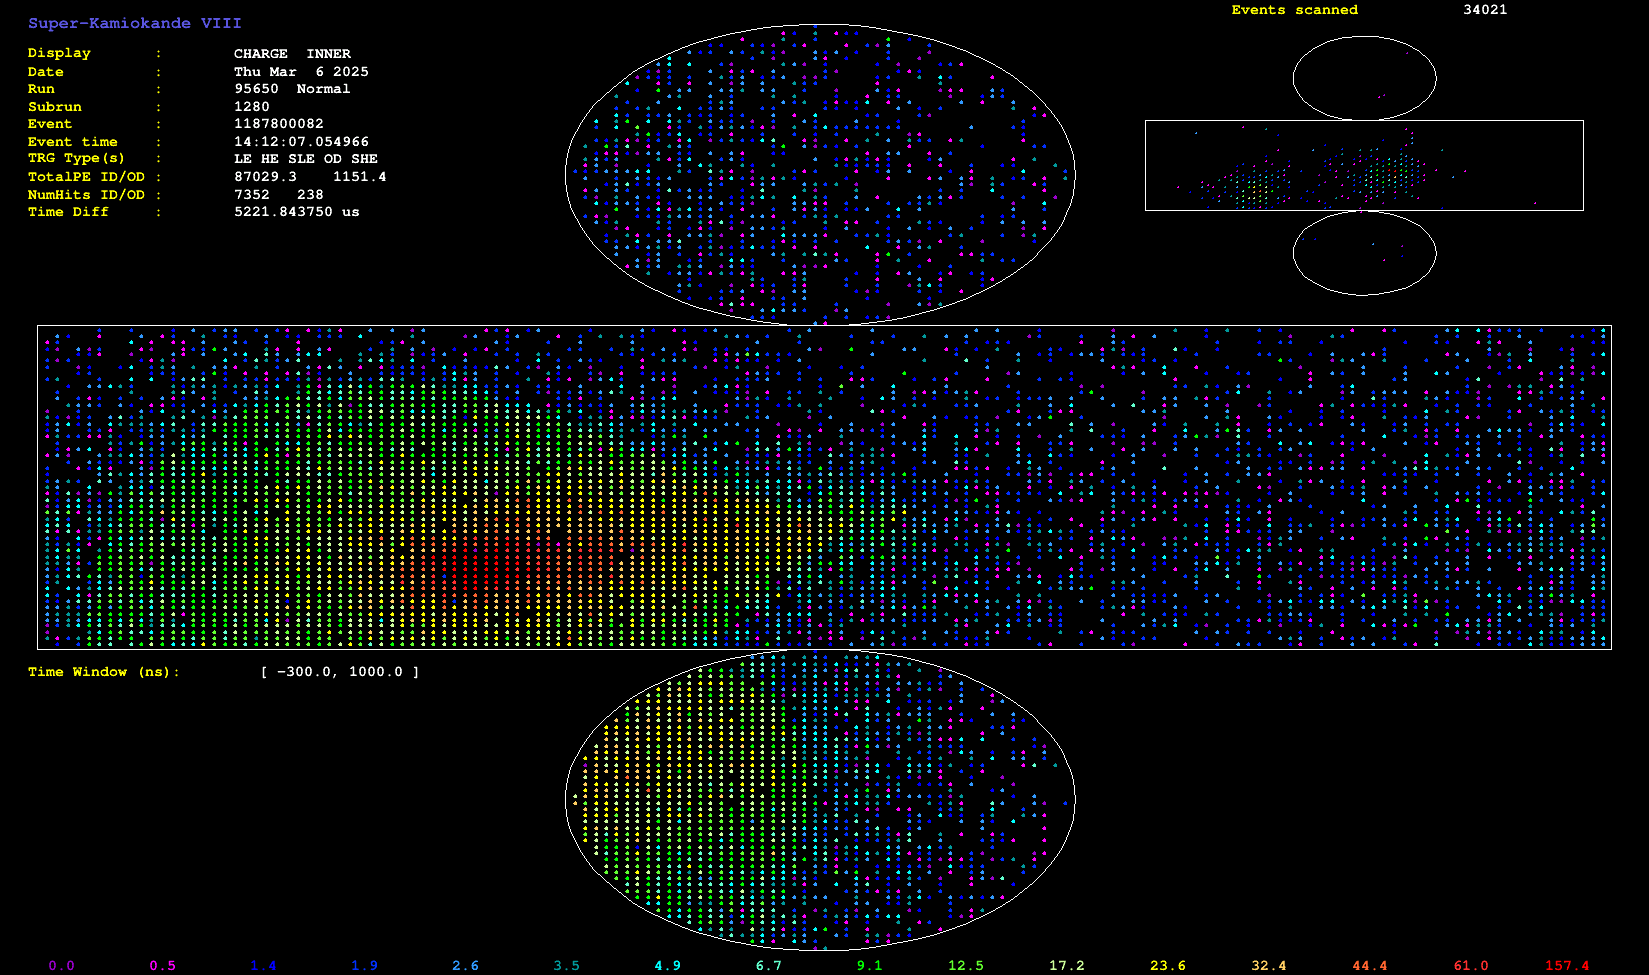 Super-Kamiokande VIII
Events scanned 34021
Display : CHARGE INNER
Date : Thu Mar 6 2025
Run : 95650 Normal
Subrun : 1280
Event : 1187800082
Event time : 14:12:07.054966
TRG Type(s) : LE HE SLE OD SHE
TotalPE ID/OD : 87029.3 1151.4
NumHits ID/OD : 7352 238
Time Diff : 5221.843750 us
Time Window (ns): [ -300.0, 1000.0 ]
0.0 0.5 1.4 1.9 2.6 3.5 4.9 6.7 9.1 12.5 17.2 23.6 32.4 44.4 61.0 157.4